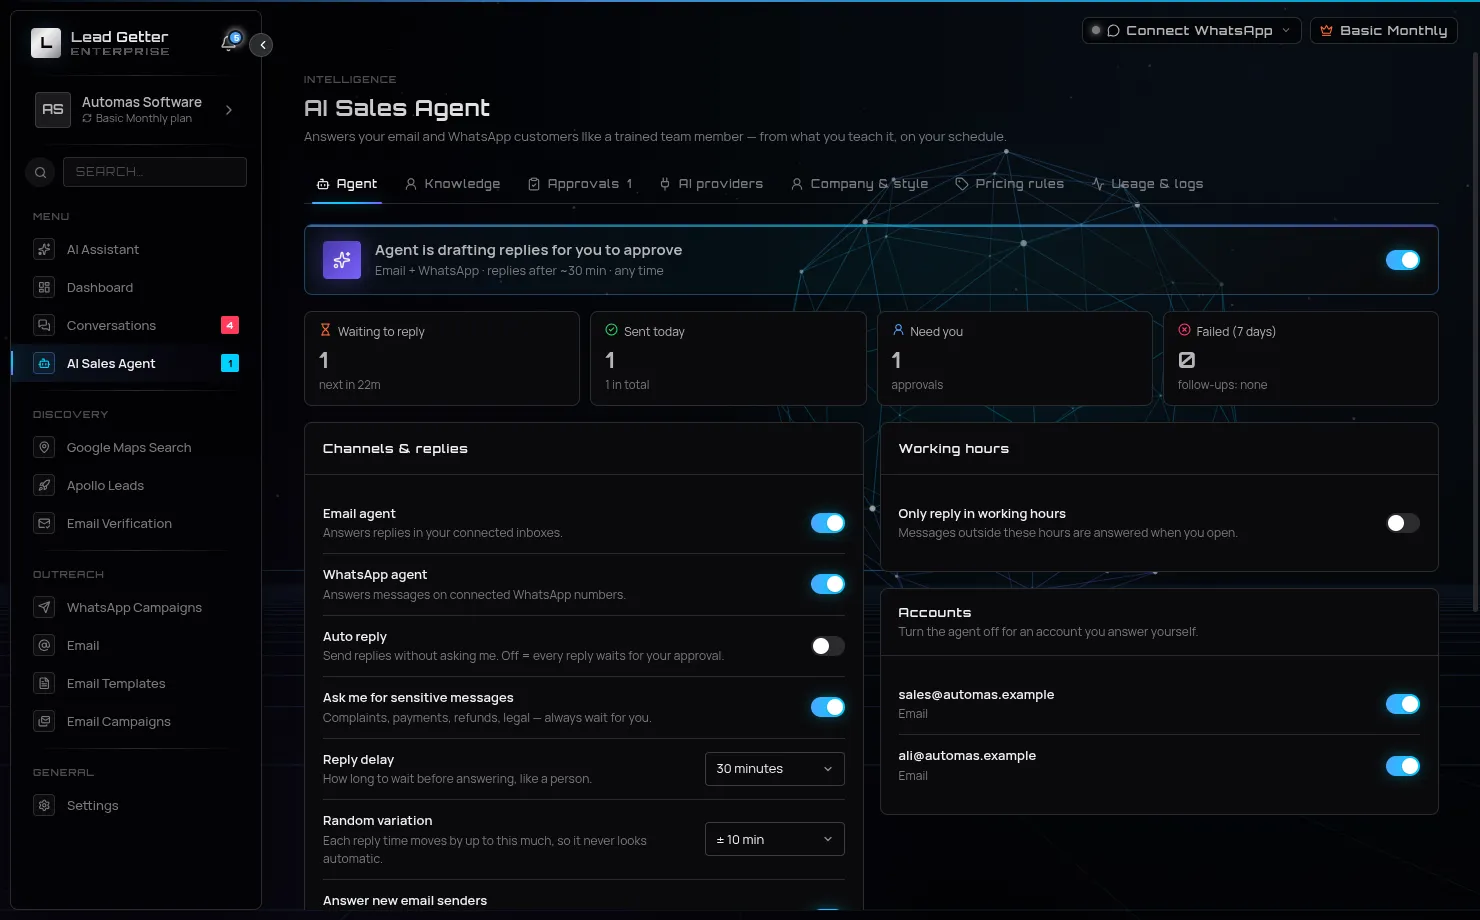 L
Lead Getter
ENTERPRISE
5
Connect WhatsApp
Basic Monthly
AS
Automas Software
Basic Monthly plan
SEARCH...
MENU
AI Assistant
Dashboard
Conversations 4
AI Sales Agent 1
DISCOVERY
Google Maps Search
Apollo Leads
Email Verification
OUTREACH
WhatsApp Campaigns
Email
Email Templates
Email Campaigns
GENERAL
Settings
INTELLIGENCE
AI Sales Agent
Answers your email and WhatsApp customers like a trained team member — from what you teach it, on your schedule.
Agent Knowledge Approvals 1 AI providers Company & style Pricing rules Usage & logs
Agent is drafting replies for you to approve
Email + WhatsApp · replies after ~30 min · any time
Waiting to reply
1
next in 22m
Sent today
1
1 in total
Need you
1
approvals
Failed (7 days)
0
follow-ups: none
Channels & replies
Email agent
Answers replies in your connected inboxes.
WhatsApp agent
Answers messages on connected WhatsApp numbers.
Auto reply
Send replies without asking me. Off = every reply waits for your approval.
Ask me for sensitive messages
Complaints, payments, refunds, legal — always wait for you.
Reply delay
How long to wait before answering, like a person.
30 minutes
Random variation
Each reply time moves by up to this much, so it never looks
automatic.
± 10 min
Answer new email senders
Working hours
Only reply in working hours
Messages outside these hours are answered when you open.
Accounts
Turn the agent off for an account you answer yourself.
sales@automas.example
Email
ali@automas.example
Email